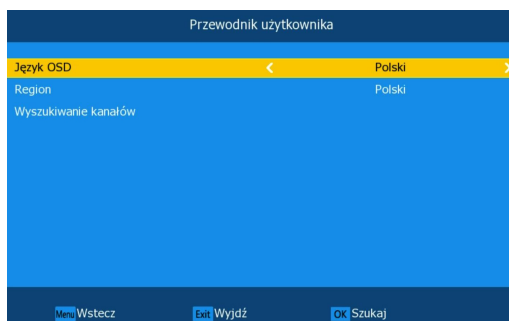 Przewodnik użytkownika
Język OSD Polski
Region Polski
Wyszukiwanie kanałów
Menu Wstecz Exit Wyjdź OK Szukaj